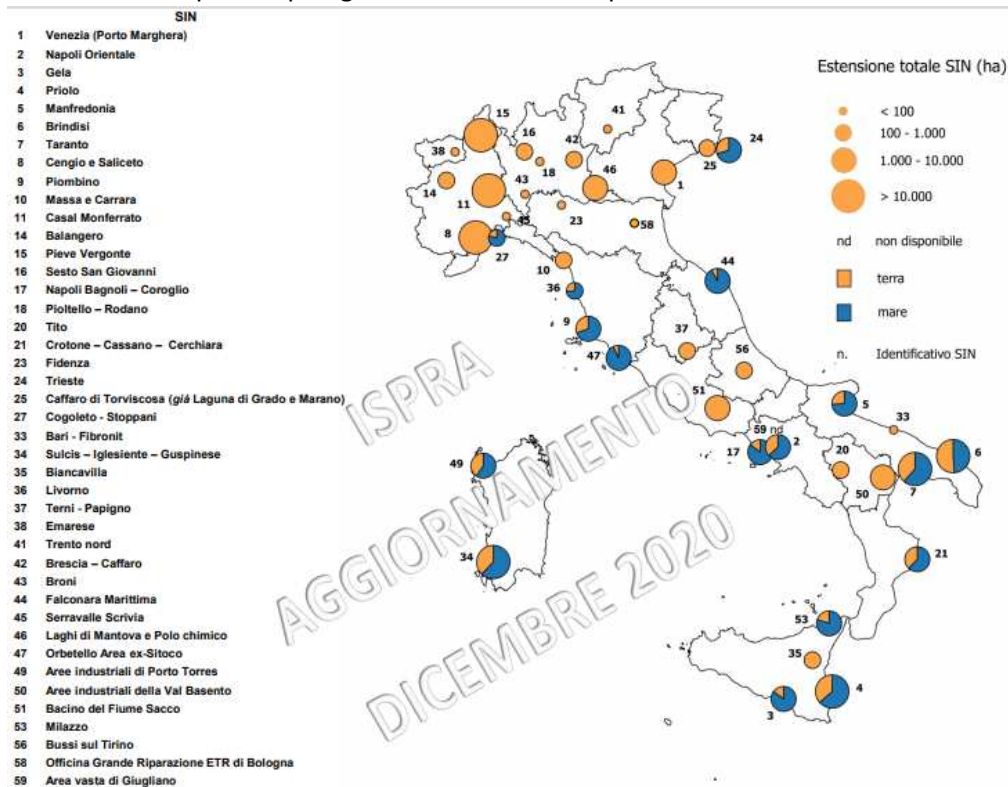 SIN
1 Venezia (Porto Marghera)
2 Napoli Orientale
3 Gela
4 Priolo
5 Manfredonia
6 Brindisi
7 Taranto
8 Cengio e Saliceto
9 Piombino
10 Massa e Carrara
11 Casal Monferrato
14 Balangero
15 Pieve Vergonte
16 Sesto San Giovanni
17 Napoli Bagnoli – Coroglio
18 Pioltello – Rodano
20 Tito
21 Crotone – Cassano – Cerchiara
23 Fidenza
24 Trieste
25 Caffaro di Torviscosa (già Laguna di Grado e Marano)
27 Cogoleto - Stoppani
33 Bari - Fibronit
34 Sulcis – Iglesiente – Guspinese
35 Biancavilla
36 Livorno
37 Terni - Papigno
38 Emarese
41 Trento nord
42 Brescia – Caffaro
43 Broni
44 Falconara Marittima
45 Serravalle Scrivia
46 Laghi di Mantova e Polo chimico
47 Orbetello Area ex-Sitoco
49 Aree industriali di Porto Torres
50 Aree industriali della Val Basento
51 Bacino del Fiume Sacco
53 Milazzo
56 Bussi sul Tirino
58 Officina Grande Riparazione ETR di Bologna
59 Area vasta di Giugliano
Estensione totale SIN (ha)
< 100
100 - 1.000
1.000 - 10.000
> 10.000
nd non disponibile
terra
mare
n. Identificativo SIN
15
41
16
42
24
38
18
25
46
14
43
1
11
23
45
58
8
27
10
44
36
9
37
56
47
51
5
33
59 nd
17
2
20
6
49
50
7
34
21
53
35
4
3
ISPRA
AGGIORNAMENTO
DICEMBRE 2020